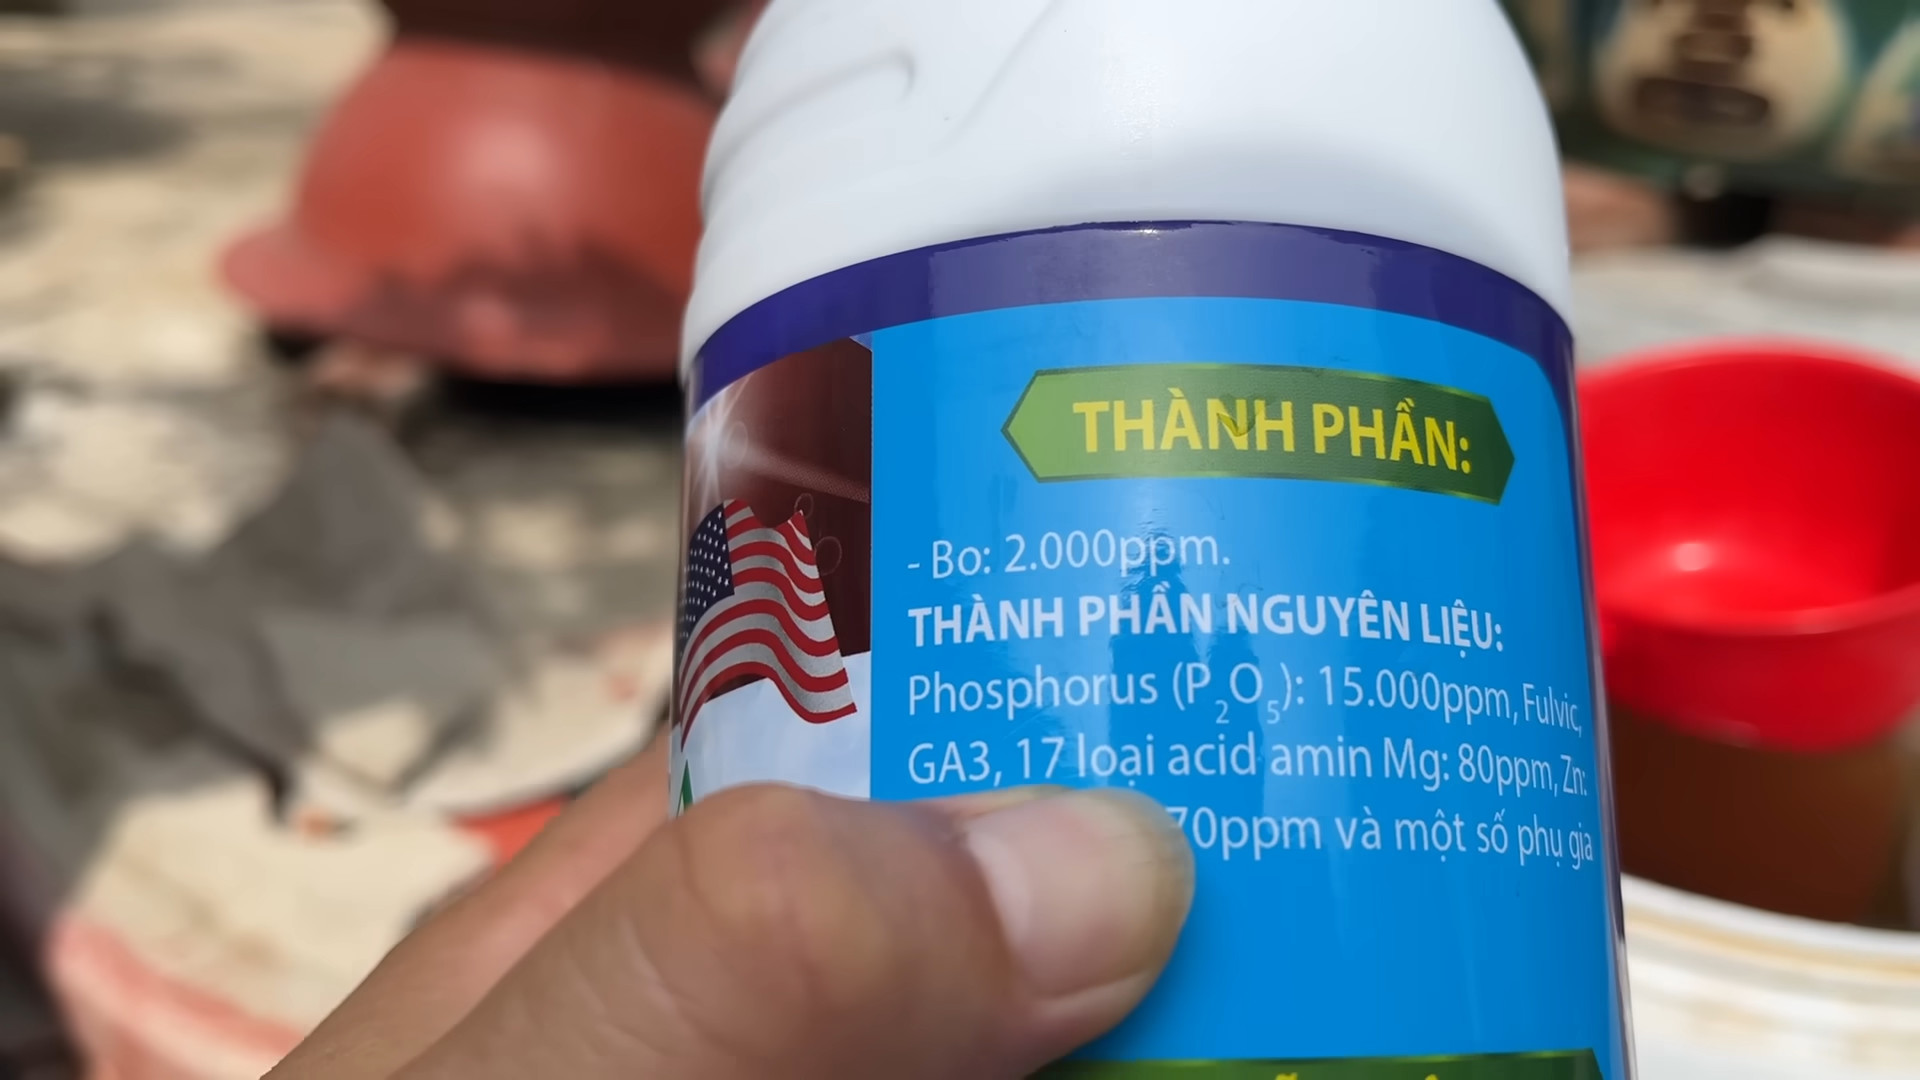 THÀNH PHẦN:
- Bo: 2.000ppm.
THÀNH PHẦN NGUYÊN LIỆU:
Phosphorus (P₂O₅): 15.000ppm, Fulvic,
GA3, 17 loại acid amin Mg: 80ppm, Zn:
70ppm và một số phụ gia